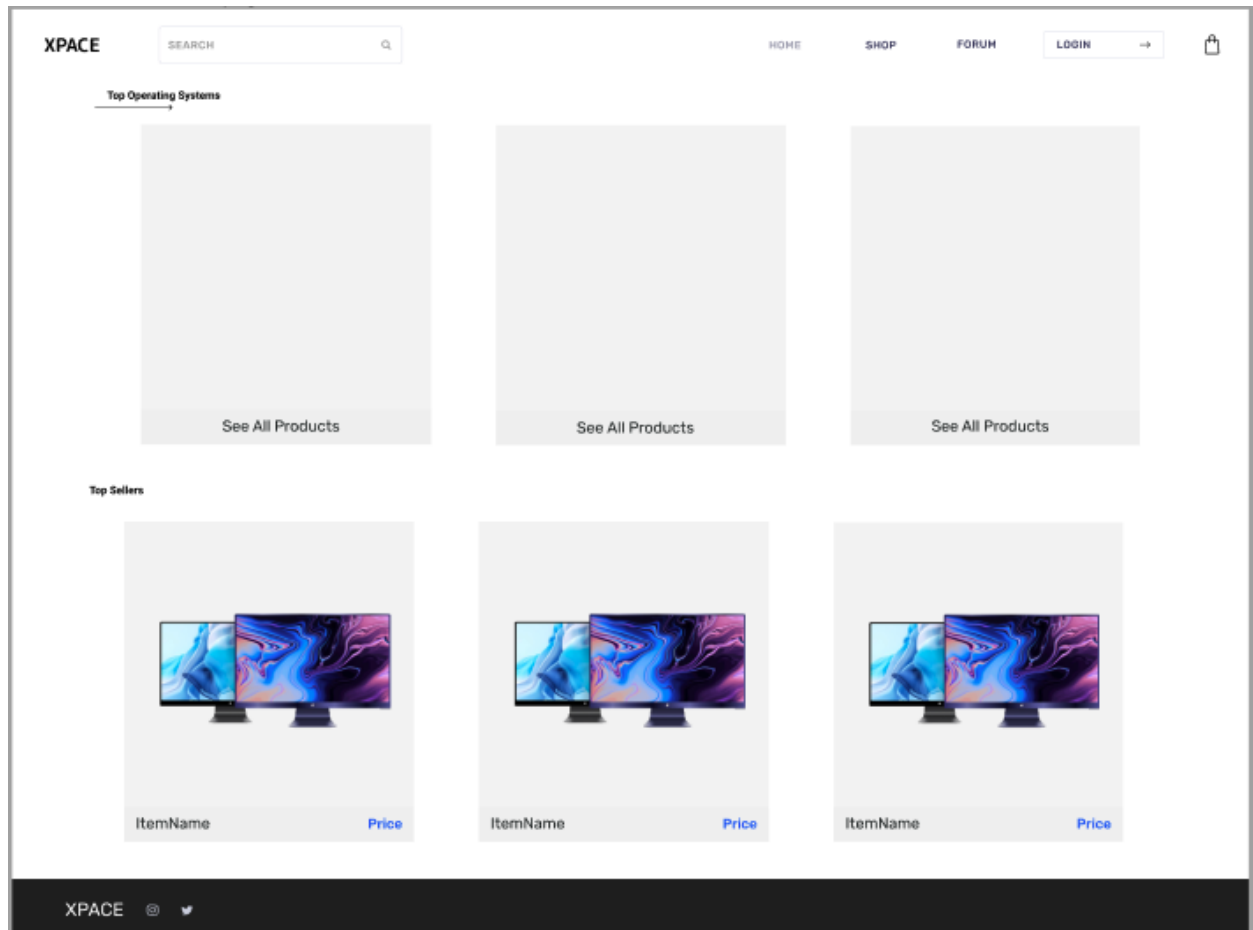 XPACE SEARCH HOME SHOP FORUM LOGIN →
Top Operating Systems
See All Products See All Products See All Products
Top Sellers
ItemName Price ItemName Price ItemName Price
XPACE